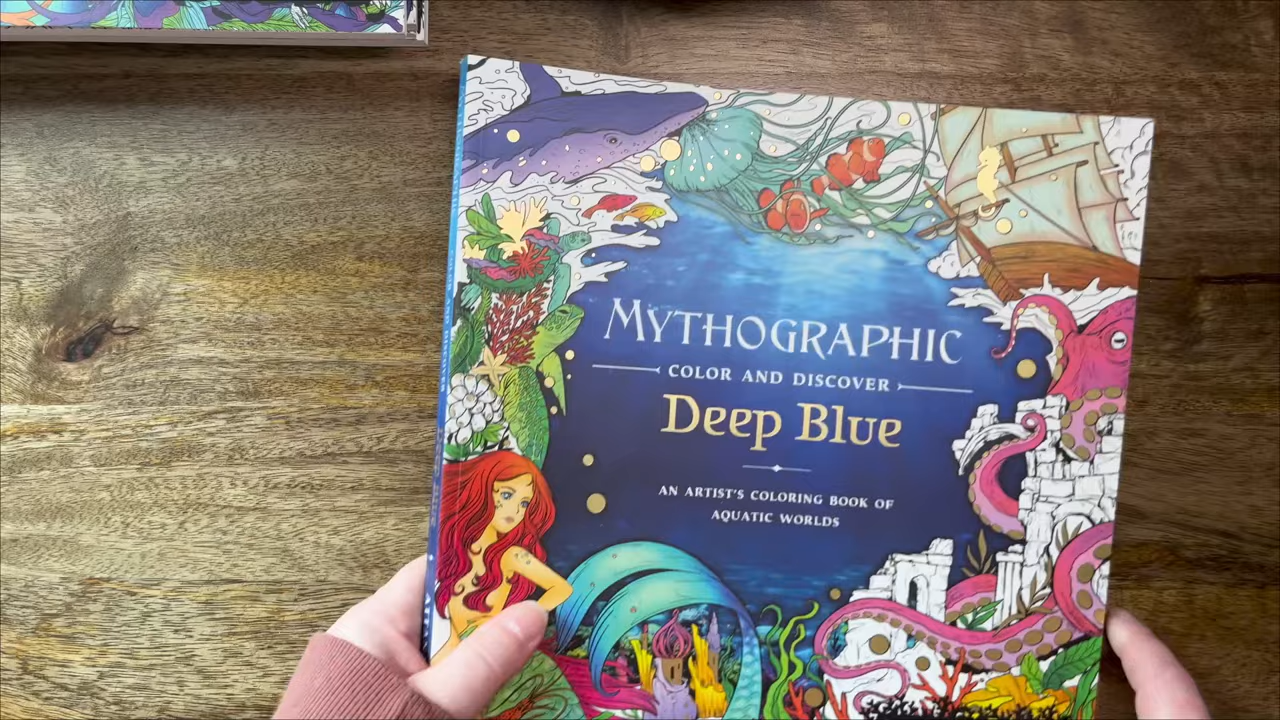 MYTHOGRAPHIC
COLOR AND DISCOVER
Deep Blue
AN ARTIST'S COLORING BOOK OF
AQUATIC WORLDS